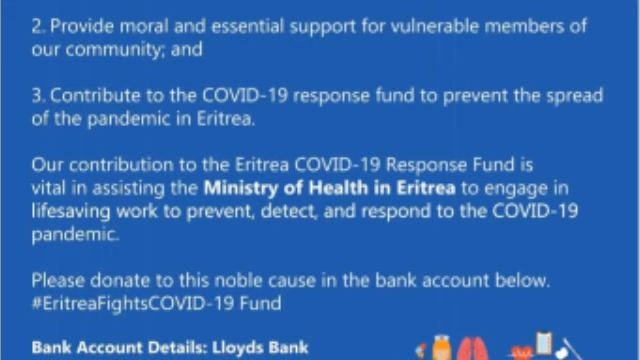 2. Provide moral and essential support for vulnerable members of
our community; and
3. Contribute to the COVID-19 response fund to prevent the spread
of the pandemic in Eritrea.
Our contribution to the Eritrea COVID-19 Response Fund is
vital in assisting the Ministry of Health in Eritrea to engage in
lifesaving work to prevent, detect, and respond to the COVID-19
pandemic.
Please donate to this noble cause in the bank account below.
#EritreaFightsCOVID-19 Fund
Bank Account Details: Lloyds Bank